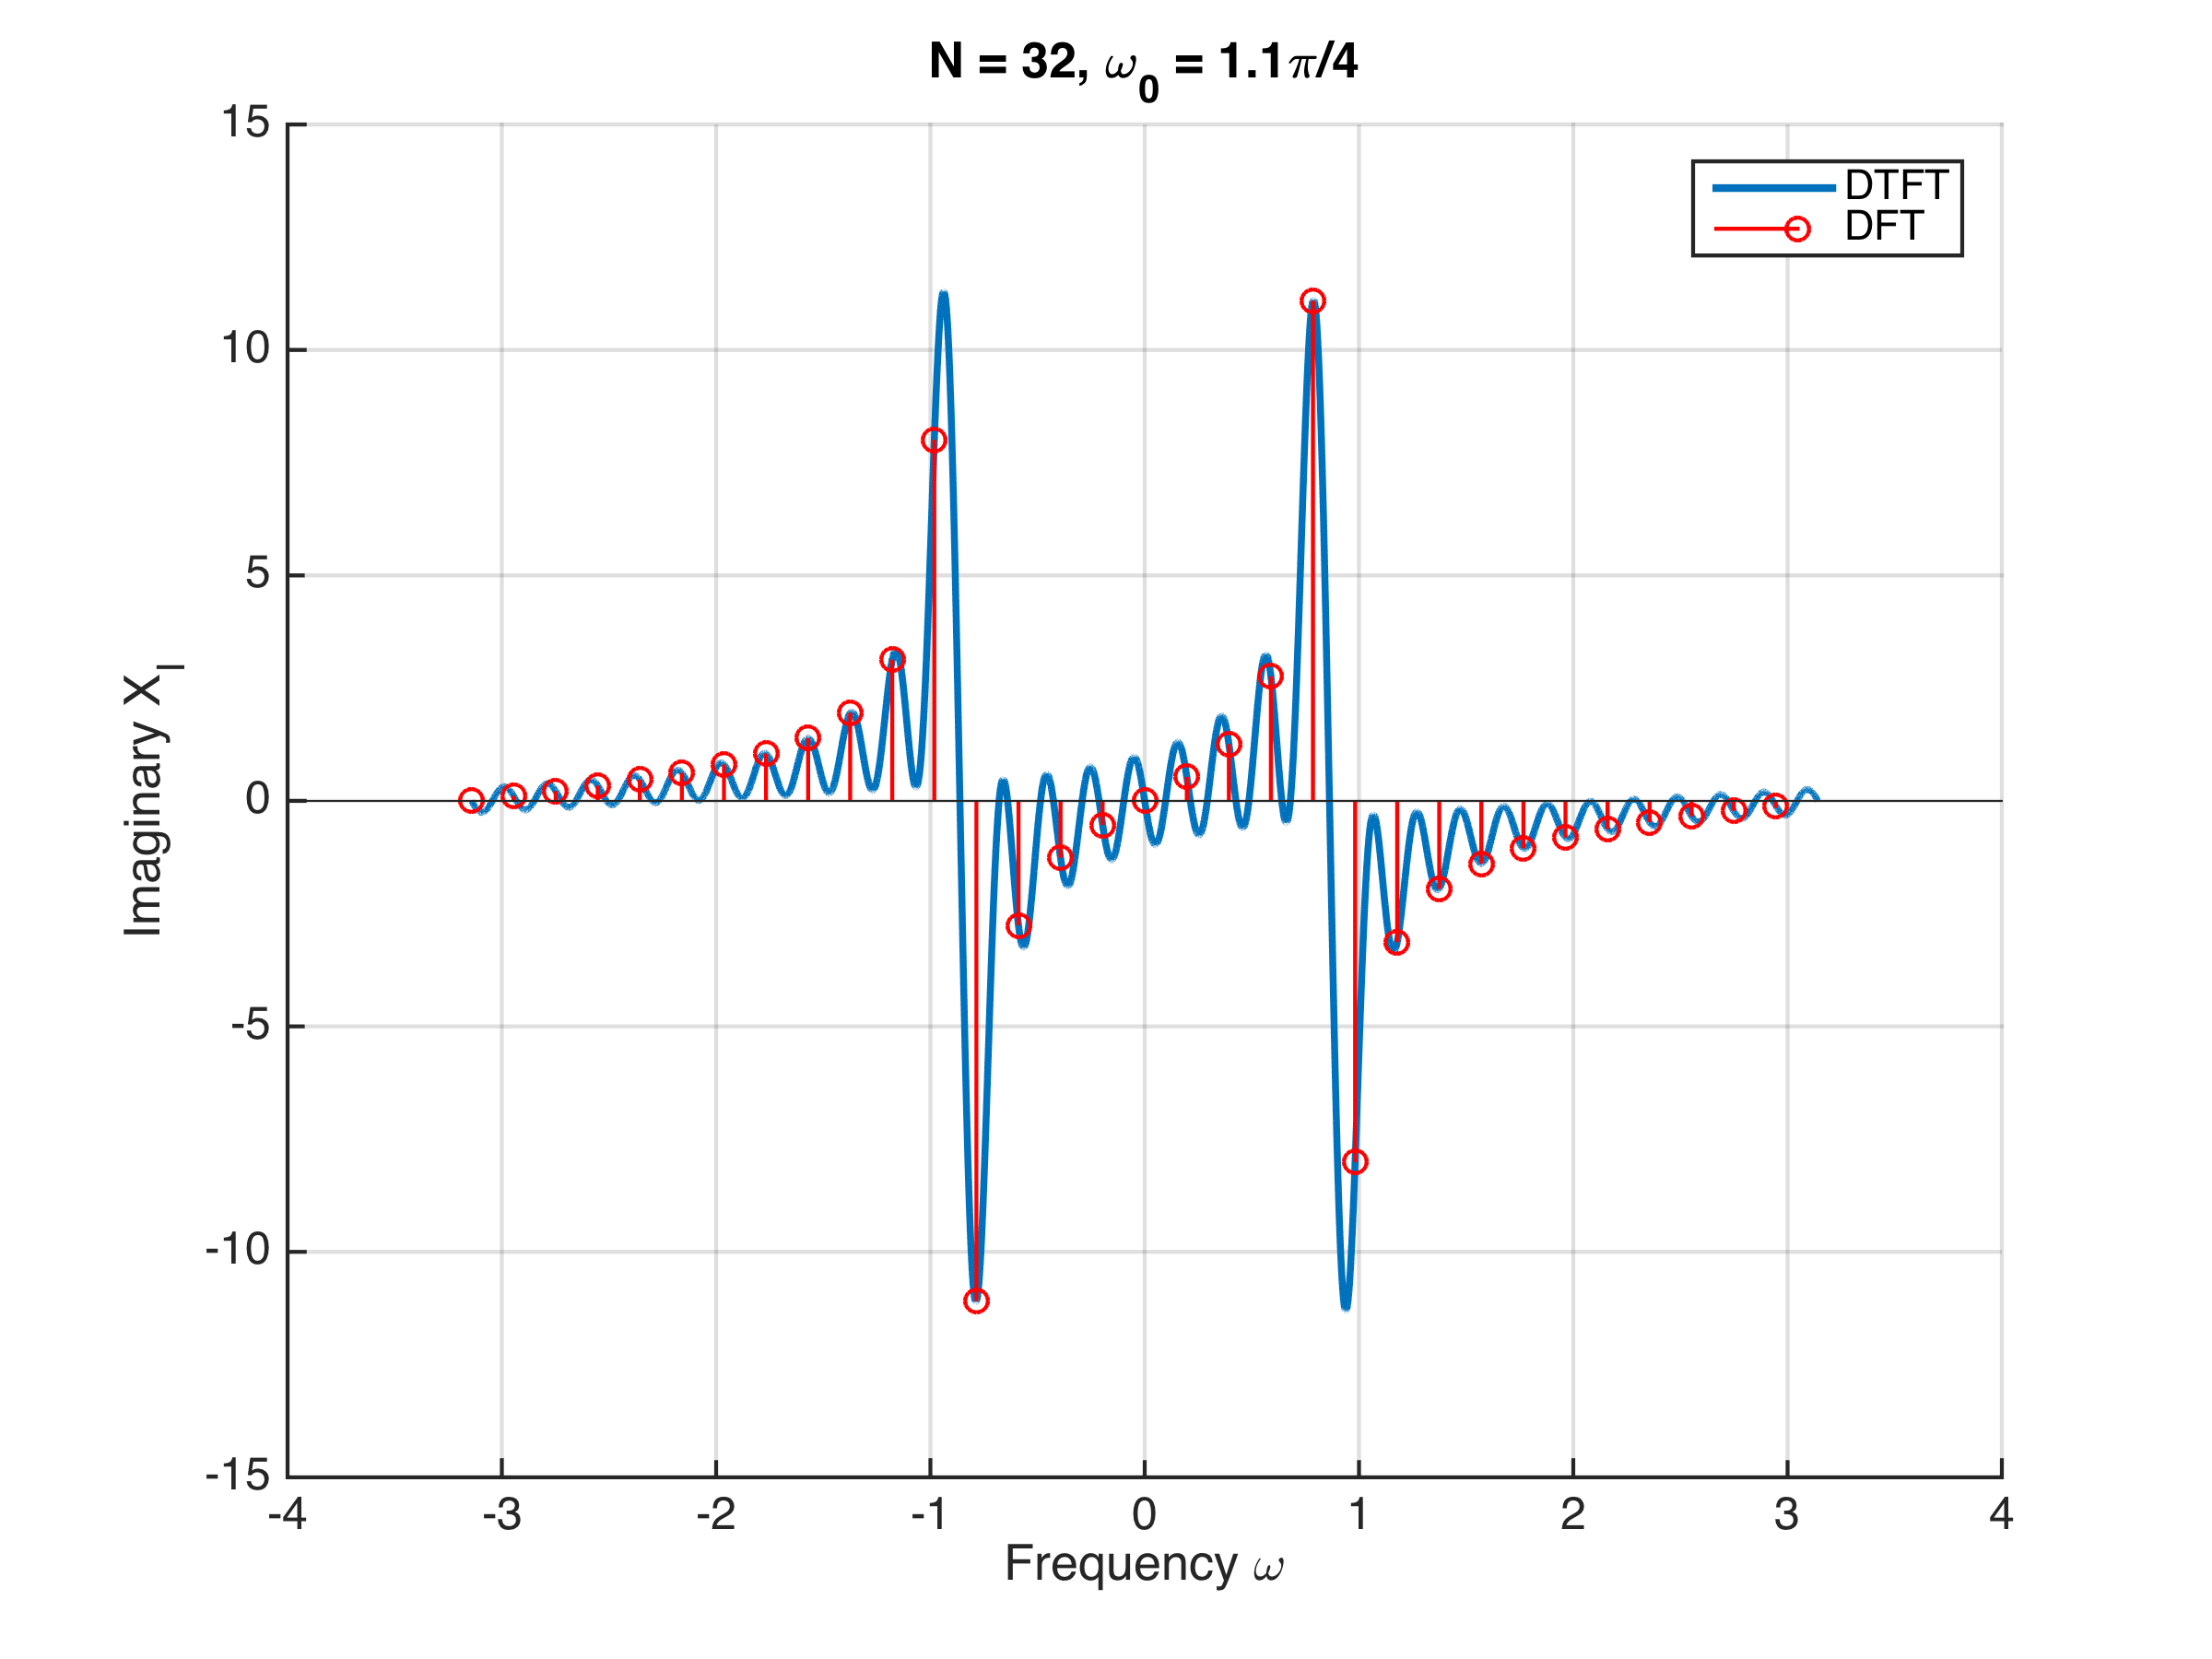 N = 32, ω₀ = 1.1π/4
15
10
5
0
-5
-10
-15
Imaginary X_I
DTFT
DFT
-4 -3 -2 -1 0 1 2 3 4
Frequency ω